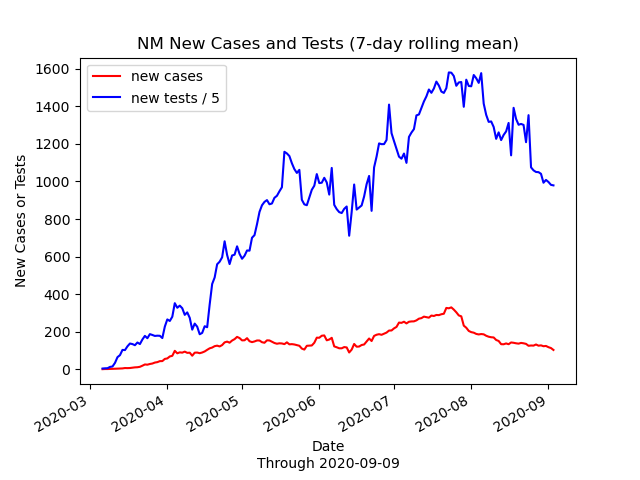 NM New Cases and Tests (7-day rolling mean)
new cases
new tests / 5
New Cases or Tests
1600
1400
1200
1000
800
600
400
200
0
2020-03
2020-04
2020-05
2020-06
2020-07
2020-08
2020-09
Date
Through 2020-09-09